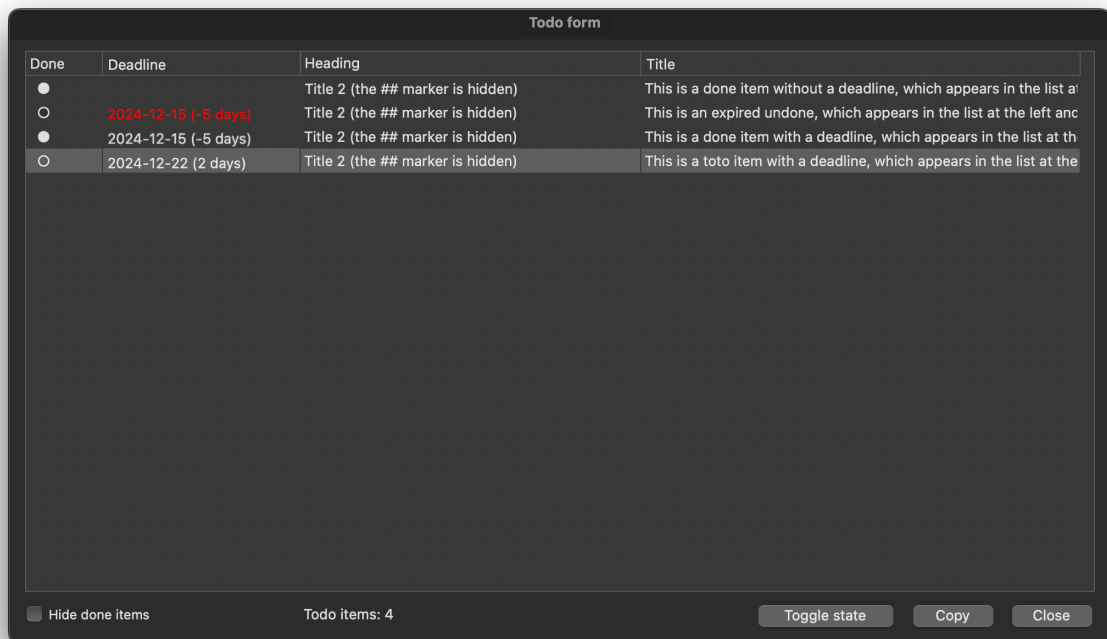 Todo form
Done Deadline Heading Title
Title 2 (the ## marker is hidden) This is a done item without a deadline, which appears in the list at
2024-12-15 (-5 days) Title 2 (the ## marker is hidden) This is an expired undone, which appears in the list at the left and
2024-12-15 (-5 days) Title 2 (the ## marker is hidden) This is a done item with a deadline, which appears in the list at th
2024-12-22 (2 days) Title 2 (the ## marker is hidden) This is a toto item with a deadline, which appears in the list at the
Hide done items Todo items: 4 Toggle state Copy Close